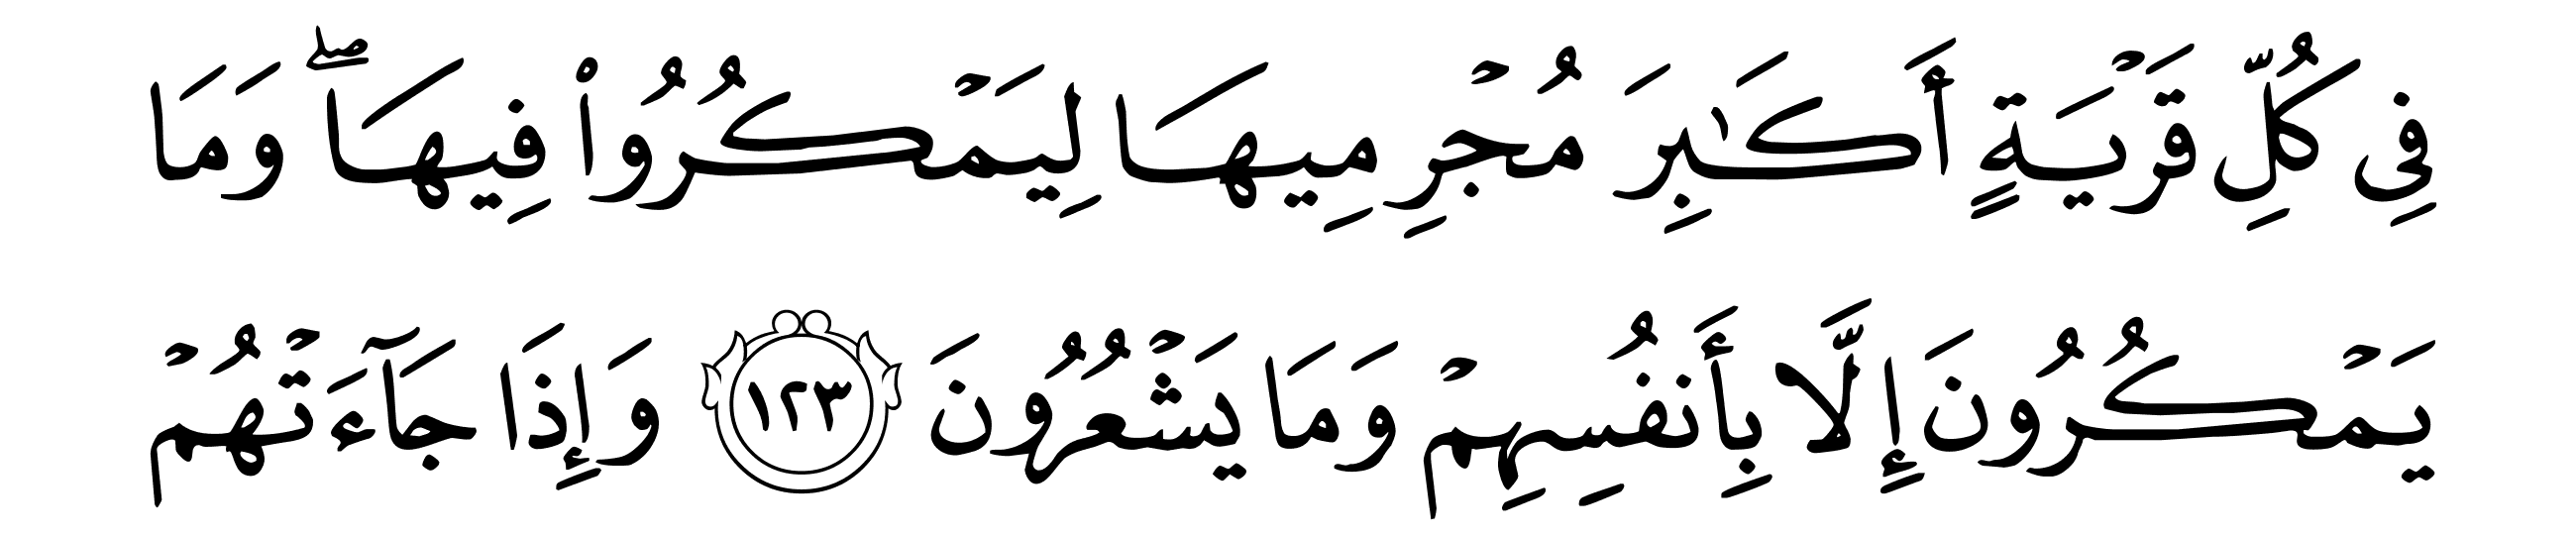 فِى كُلِّ قَرْيَةٍ أَكَـٰبِرَ مُجْرِمِيهَا لِيَمْكُرُوا۟ فِيهَا ۖ وَمَا
يَمْكُرُونَ إِلَّا بِأَنفُسِهِمْ وَمَا يَشْعُرُونَ ١٢٣ وَإِذَا جَآءَتْهُمْ